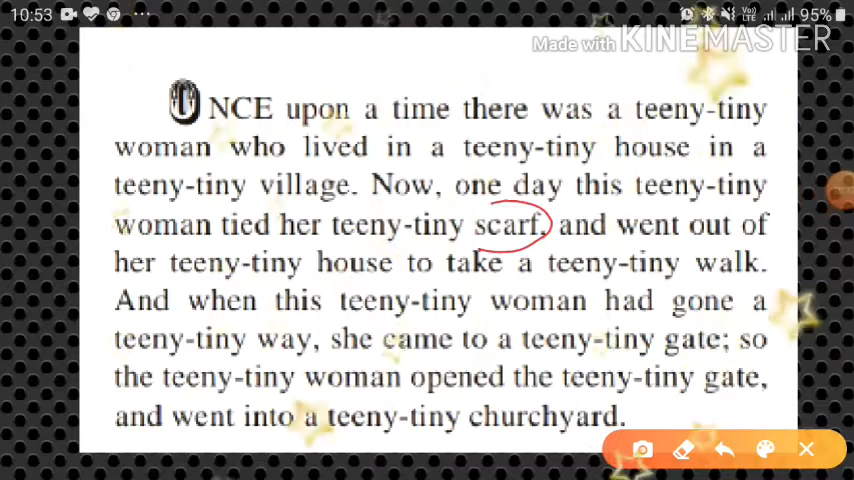 10:53 ... Vo)) LTE 95%
Made with KINEMASTER
ONCE upon a time there was a teeny-tiny
woman who lived in a teeny-tiny house in a
teeny-tiny village. Now, one day this teeny-tiny
woman tied her teeny-tiny scarf, and went out of
her teeny-tiny house to take a teeny-tiny walk.
And when this teeny-tiny woman had gone a
teeny-tiny way, she came to a teeny-tiny gate; so
the teeny-tiny woman opened the teeny-tiny gate,
and went into a teeny-tiny churchyard.